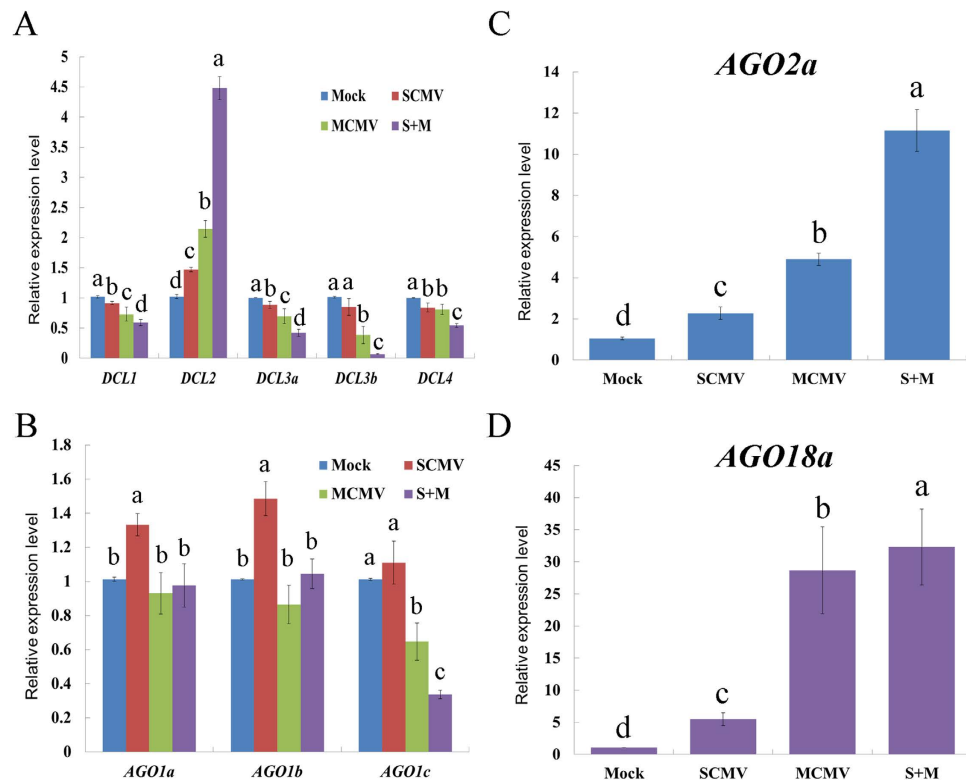 A
Relative expression level
5
4.5
4
3.5
3
2.5
2
1.5
1
0.5
0
Mock SCMV
MCMV S+M
a b c d
d c b a
a b c d
a a b c
a b b c
DCL1 DCL2 DCL3a DCL3b DCL4
B
Relative expression level
1.8
1.6
1.4
1.2
1
0.8
0.6
0.4
0.2
0
Mock SCMV
MCMV S+M
b a b b
b a b b
a a b c
AGO1a AGO1b AGO1c
C
AGO2a
Relative expression level
14
12
10
8
6
4
2
0
d c b a
Mock SCMV MCMV S+M
D
AGO18a
Relative expression level
45
40
35
30
25
20
15
10
5
0
d c b a
Mock SCMV MCMV S+M